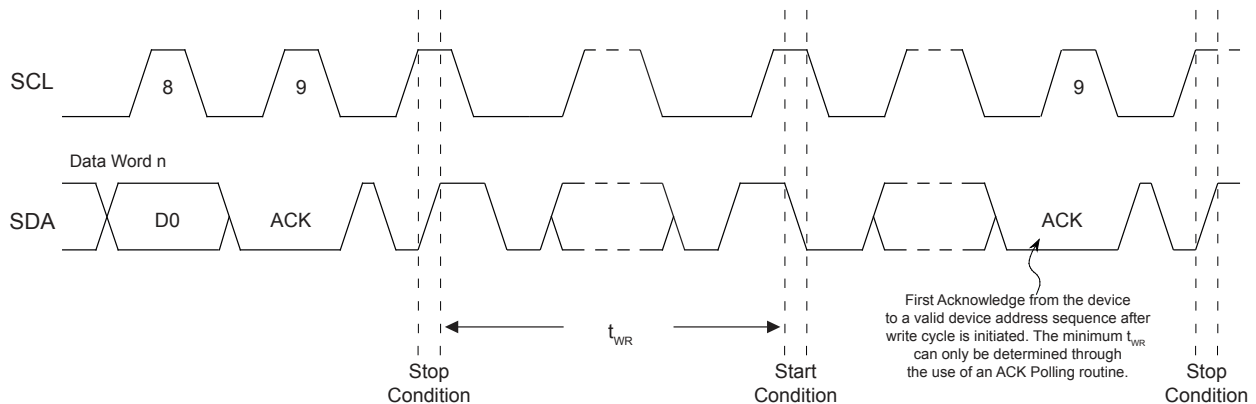 SCL
8
9
9
Data Word n
SDA
D0
ACK
ACK
First Acknowledge from the device
to a valid device address sequence after
write cycle is initiated. The minimum tWR
can only be determined through
the use of an ACK Polling routine.
tWR
Stop
Condition
Start
Condition
Stop
Condition